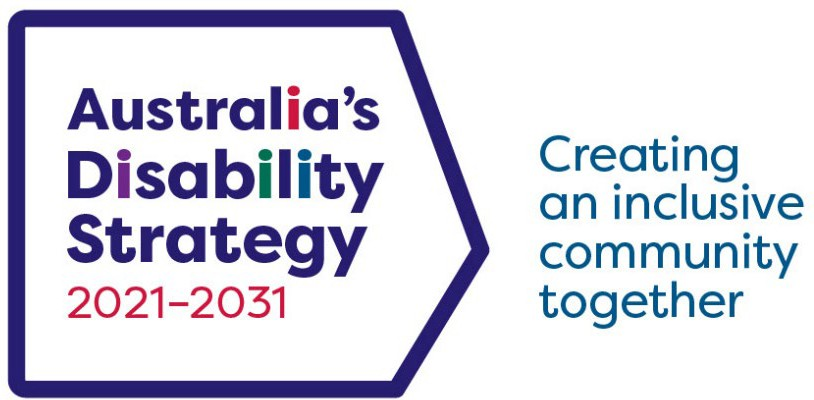 Australia's
Disability
Strategy
2021–2031
Creating
an inclusive
community
together